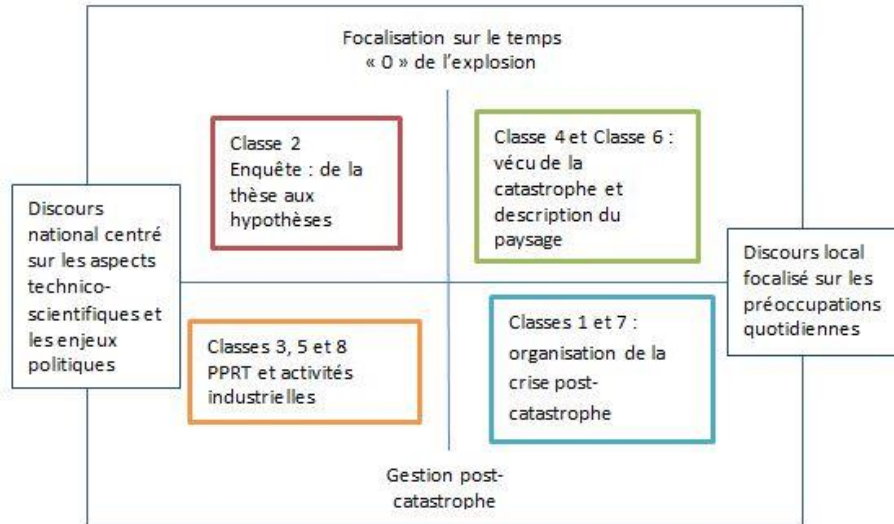 Focalisation sur le temps
« 0 » de l'explosion
Classe 2
Enquête : de la
thèse aux
hypothèses
Classe 4 et Classe 6 :
vécu de la
catastrophe et
description du
paysage
Discours
national centré
sur les aspects
technico-
scientifiques et
les enjeux
politiques
Discours local
focalisé sur les
préoccupations
quotidiennes
Classes 3, 5 et 8
PPRT et activités
industrielles
Classes 1 et 7 :
organisation de la
crise post-
catastrophe
Gestion post-
catastrophe